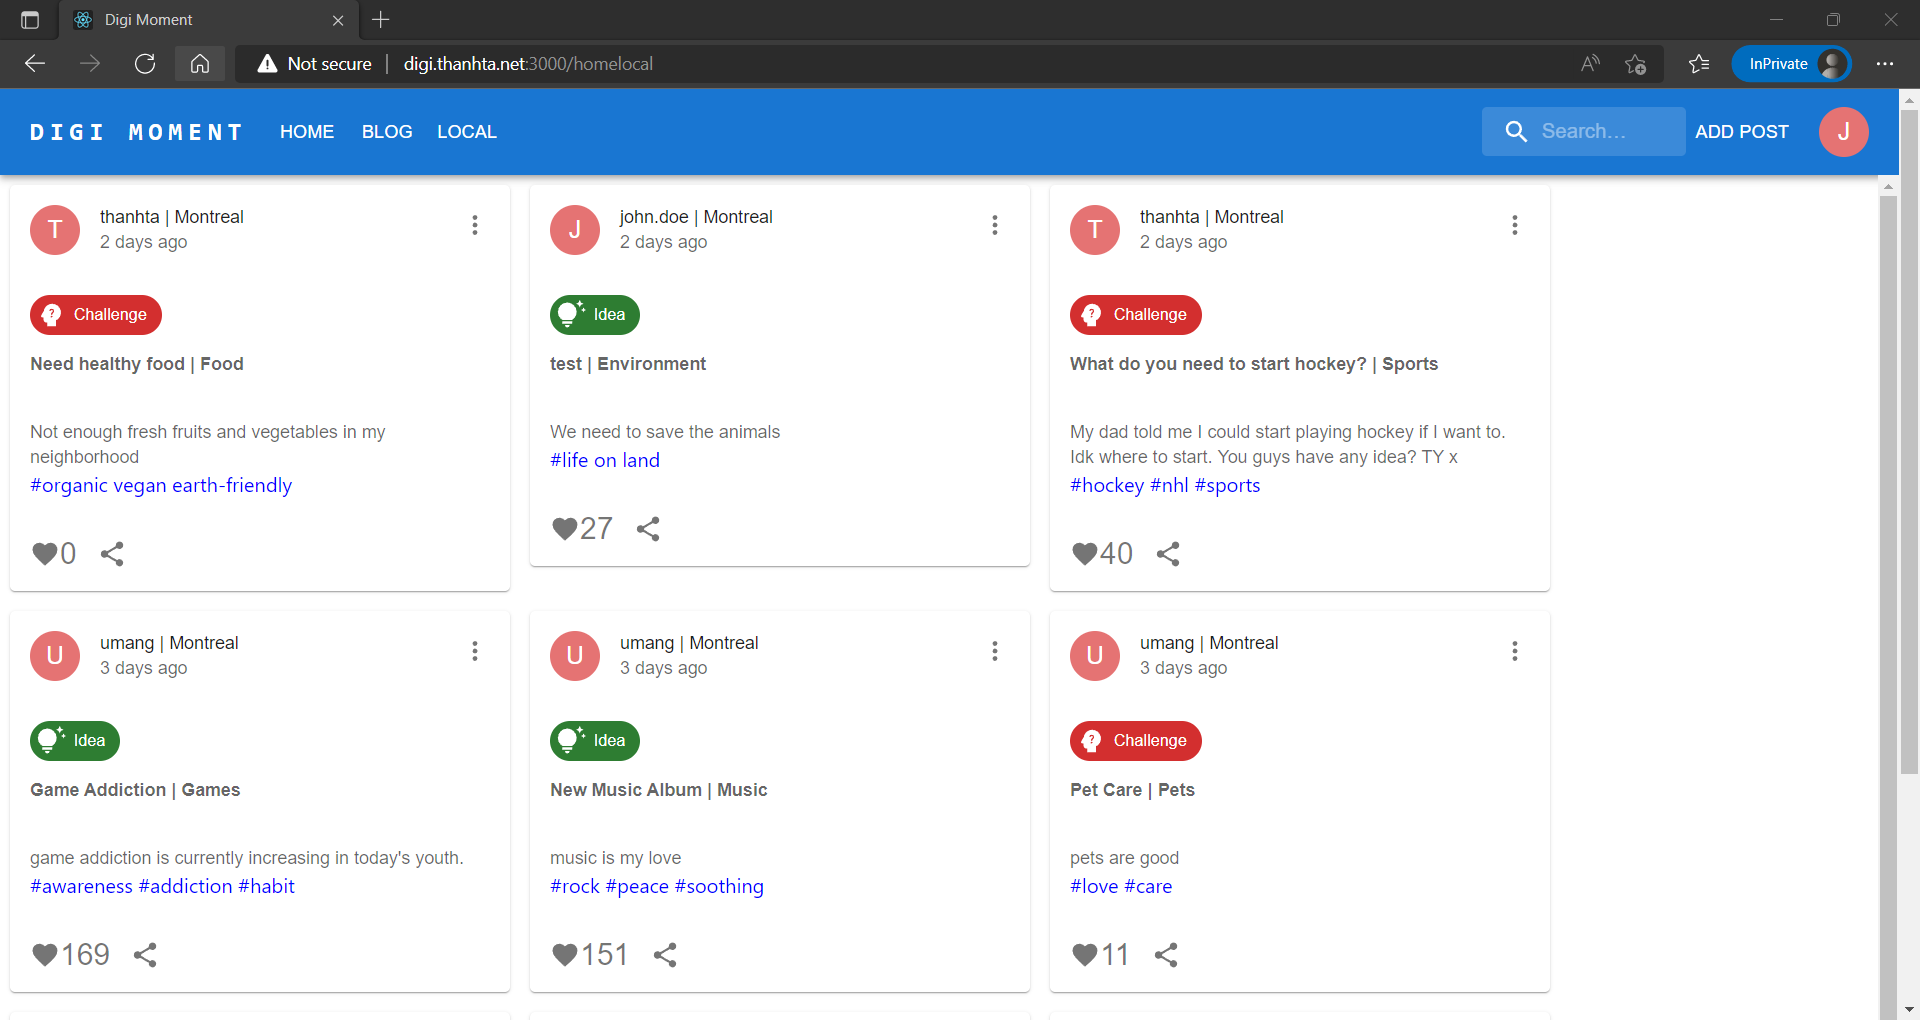 Digi Moment
Not secure
digi.thanhta.net:3000/homelocal
InPrivate
DIGI MOMENT
HOME
BLOG
LOCAL
Search...
ADD POST
J
T
thanhta | Montreal
2 days ago
Challenge
Need healthy food | Food
Not enough fresh fruits and vegetables in my
neighborhood
#organic vegan earth-friendly
0
J
john.doe | Montreal
2 days ago
Idea
test | Environment
We need to save the animals
#life on land
27
T
thanhta | Montreal
2 days ago
Challenge
What do you need to start hockey? | Sports
My dad told me I could start playing hockey if I want to.
Idk where to start. You guys have any idea? TY x
#hockey #nhl #sports
40
U
umang | Montreal
3 days ago
Idea
Game Addiction | Games
game addiction is currently increasing in today's youth.
#awareness #addiction #habit
169
U
umang | Montreal
3 days ago
Idea
New Music Album | Music
music is my love
#rock #peace #soothing
151
U
umang | Montreal
3 days ago
Challenge
Pet Care | Pets
pets are good
#love #care
11